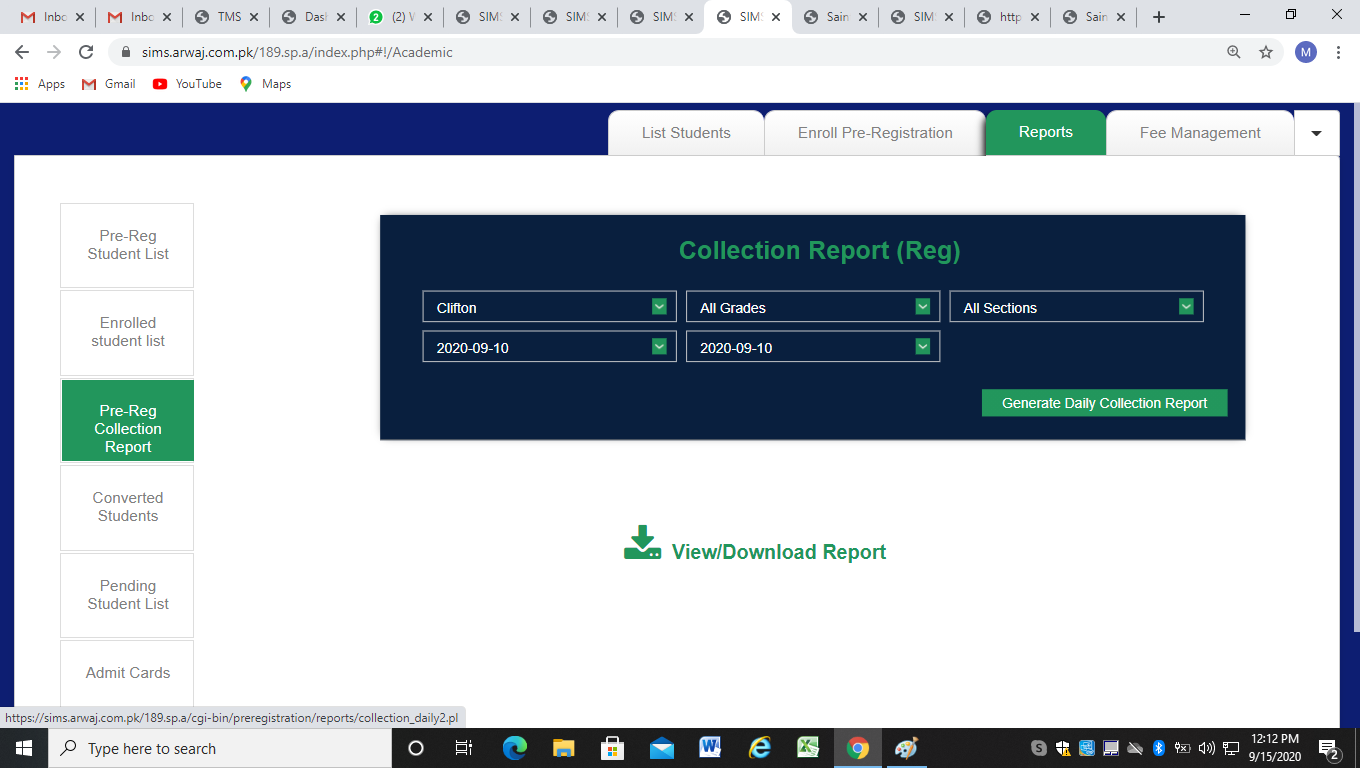 Inbo
Inbo
TMS
Das
(2) W
SIMS
SIMS
SIMS
SIMS
Sain
SIMS
http
Sain
sims.arwaj.com.pk/189.sp.a/index.php#!/Academic
M
Apps
Gmail
YouTube
Maps
List Students
Enroll Pre-Registration
Reports
Fee Management
Pre-Reg
Student List
Enrolled
student list
Pre-Reg
Collection
Report
Converted
Students
Pending
Student List
Admit Cards
Collection Report (Reg)
Clifton
All Grades
All Sections
2020-09-10
2020-09-10
Generate Daily Collection Report
View/Download Report
https://sims.arwaj.com.pk/189.sp.a/cgi-bin/preregistration/reports/collection_daily2.pl
Type here to search
12:12 PM
9/15/2020
2